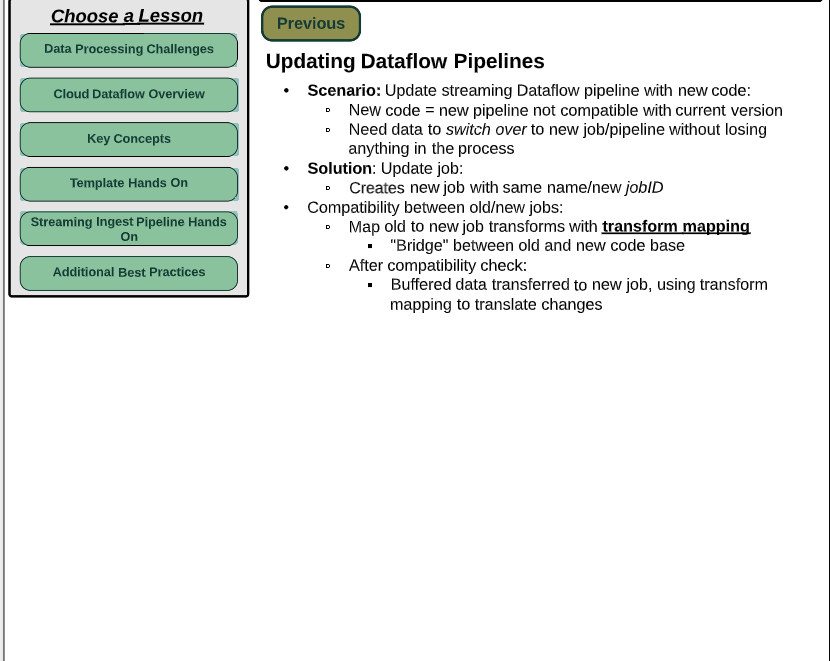 Choose a Lesson
Data Processing Challenges
Cloud Dataflow Overview
Key Concepts
Template Hands On
Streaming Ingest Pipeline Hands
On
Additional Best Practices
Previous
Updating Dataflow Pipelines
• Scenario: Update streaming Dataflow pipeline with new code:
▫ New code = new pipeline not compatible with current version
▫ Need data to switch over to new job/pipeline without losing
anything in the process
• Solution: Update job:
▫ Creates new job with same name/new jobID
• Compatibility between old/new jobs:
▫ Map old to new job transforms with transform mapping
▪ "Bridge" between old and new code base
▫ After compatibility check:
▪ Buffered data transferred to new job, using transform
mapping to translate changes